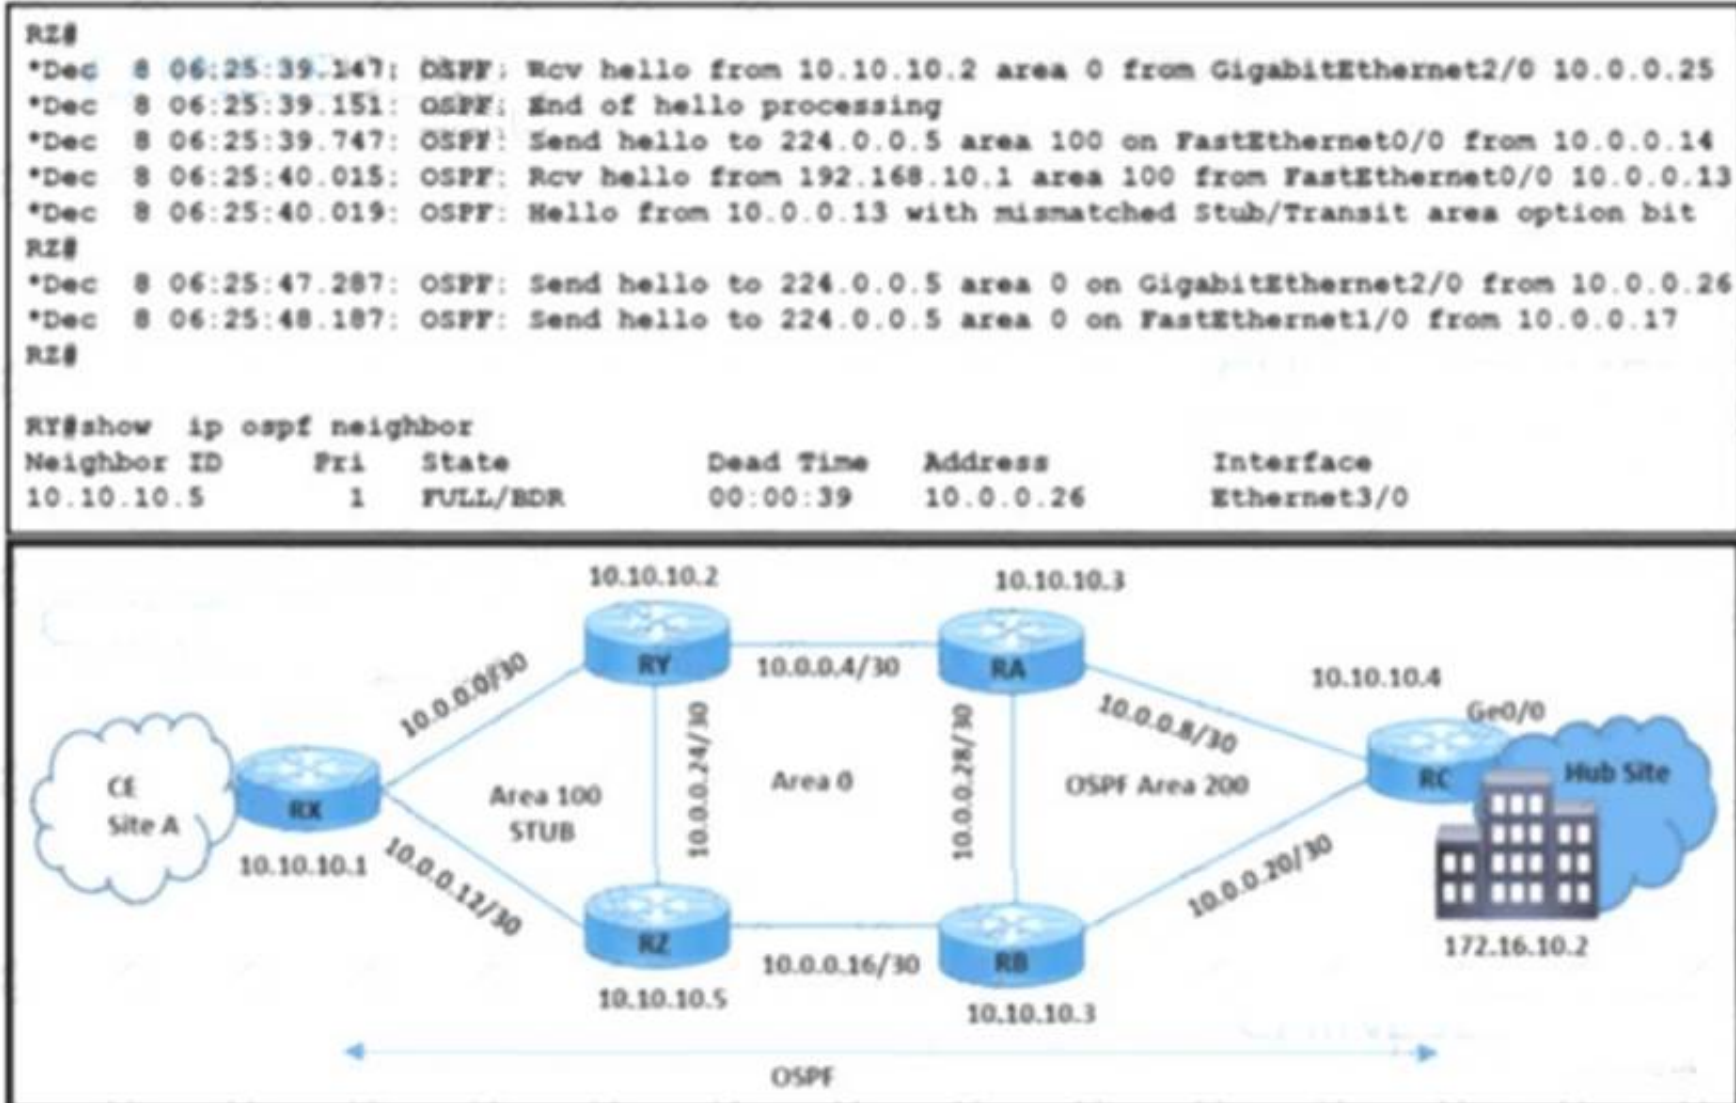 RZ#
*Dec 8 06:25:39.147: OSPF: Rcv hello from 10.10.10.2 area 0 from GigabitEthernet2/0 10.0.0.25
*Dec 8 06:25:39.151: OSPF: End of hello processing
*Dec 8 06:25:39.747: OSPF: Send hello to 224.0.0.5 area 100 on FastEthernet0/0 from 10.0.0.14
*Dec 8 06:25:40.015: OSPF: Rcv hello from 192.168.10.1 area 100 from FastEthernet0/0 10.0.0.13
*Dec 8 06:25:40.019: OSPF: Hello from 10.0.0.13 with mismatched Stub/Transit area option bit
RZ#
*Dec 8 06:25:47.287: OSPF: Send hello to 224.0.0.5 area 0 on GigabitEthernet2/0 from 10.0.0.26
*Dec 8 06:25:48.187: OSPF: Send hello to 224.0.0.5 area 0 on FastEthernet1/0 from 10.0.0.17
RZ#
RY#show ip ospf neighbor
Neighbor ID Pri State Dead Time Address Interface
10.10.10.5 1 FULL/BDR 00:00:39 10.0.0.26 Ethernet3/0
10.10.10.2
10.10.10.3
RY
10.0.0.4/30
RA
10.10.10.4
10.0.0.0/30
10.0.0.8/30
Ge0/0
CE
Site A
RX
Area 100
STUB
10.0.0.24/30
Area 0
10.0.0.28/30
OSPF Area 200
RC
Hub Site
10.10.10.1
10.0.0.12/30
10.0.0.20/30
RZ
10.0.0.16/30
RB
172.16.10.2
10.10.10.5
10.10.10.3
OSPF